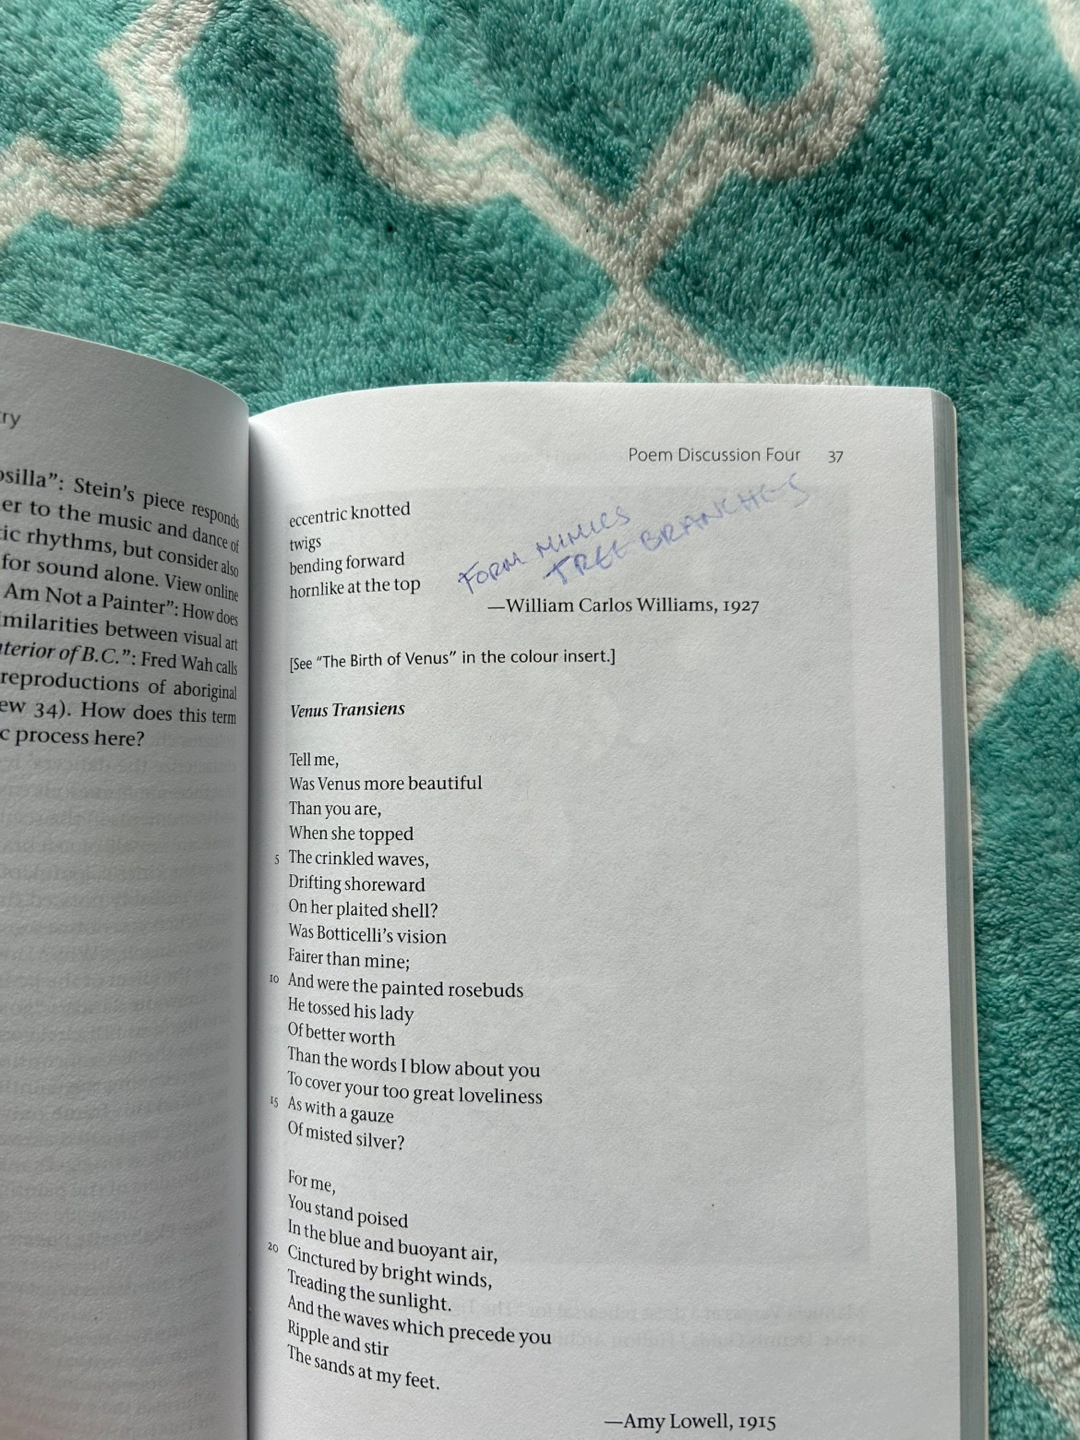 ry
osilla": Stein's piece responds
er to the music and dance of
ic rhythms, but consider also
for sound alone. View online
Am Not a Painter": How does
milarities between visual art
terior of B.C.": Fred Wah calls
reproductions of aboriginal
ew 34). How does this term
c process here?
Poem Discussion Four 37
eccentric knotted
twigs
bending forward
hornlike at the top
FORM MIMICS
TREE BRANCHES
—William Carlos Williams, 1927
[See "The Birth of Venus" in the colour insert.]
Venus Transiens
Tell me,
Was Venus more beautiful
Than you are,
When she topped
5 The crinkled waves,
Drifting shoreward
On her plaited shell?
Was Botticelli's vision
Fairer than mine;
10 And were the painted rosebuds
He tossed his lady
Of better worth
Than the words I blow about you
To cover your too great loveliness
15 As with a gauze
Of misted silver?
For me,
You stand poised
In the blue and buoyant air,
20 Cinctured by bright winds,
Treading the sunlight.
And the waves which precede you
Ripple and stir
The sands at my feet.
—Amy Lowell, 1915